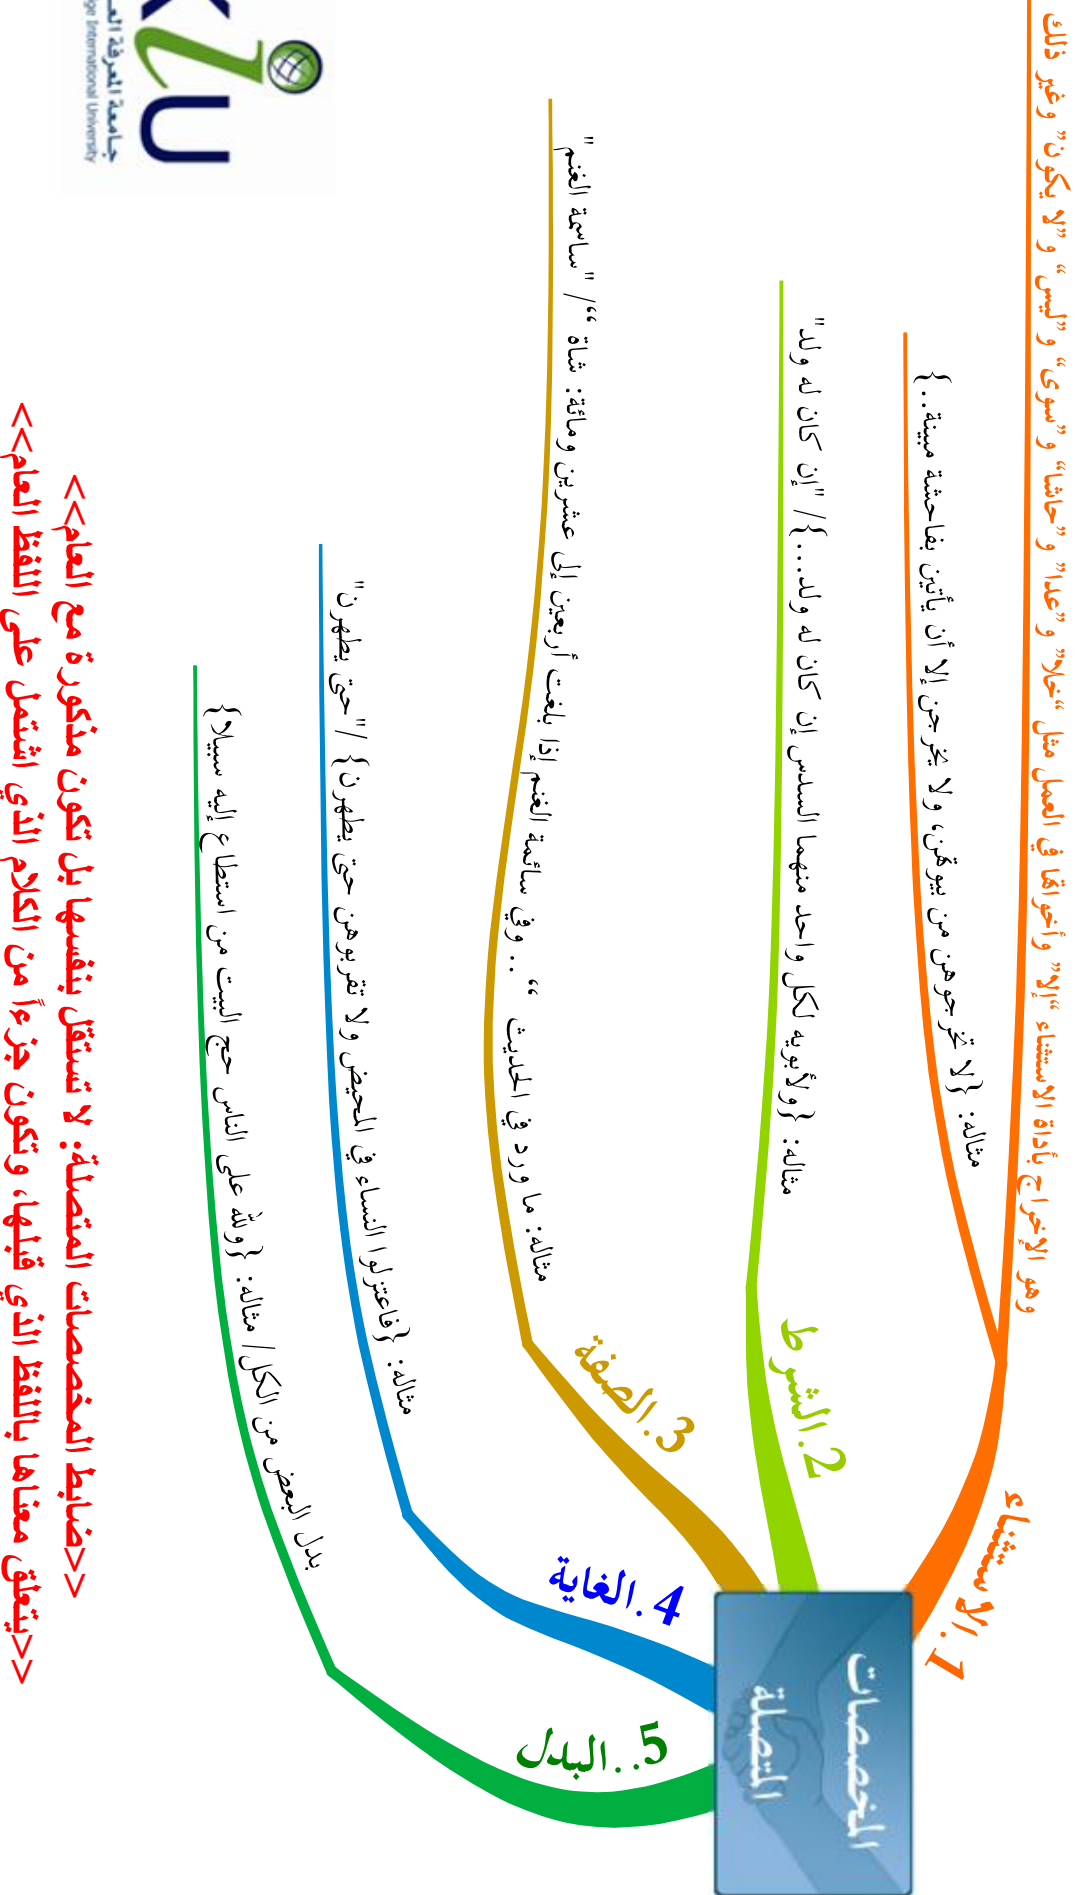 المخصصات
المتصلة
1.الاستثناء
وهو الإخراج بأداة الاستثناء “إلا” وأخواتها في العمل مثل “خلا” و”عدا” و”حاشا“ و”سوى“ و”ليس“ و”لا يكون” وغير ذلك
مثاله: {لا تخرجوهن من بيوتهن، ولا يخرجن إلا أن يأتين بفاحشة مبينة..}
2.الشرط
مثاله: {ولأبويه لكل واحد منهما السدس إن كان له ولد...}/ "إن كان له ولد"
3.الصفة
مثاله: ما ورد في الحديث “ .. وفي سائمة الغنم إذا بلغت أربعين إلى عشرين ومائة: شاة “/ "سائمة الغنم"
4.الغاية
مثاله: {فاعتزلوا النساء في المحيض ولا تقربوهن حتى يطهرن} /"حتى يطهرن"
5..البدل
بدل البعض من الكل/ مثاله: {ولله على الناس حج البيت من استطاع إليه سبيلا}
<<ضابط المخصصات المتصلة: لا تستقل بنفسها بل تكون مذكورة مع العام>>
<<يتعلق معناها باللفظ الذي قبلها، وتكون جزءاً من الكلام الذي اشتمل على اللفظ العام>>
iU
جامعة المعرفة
International University